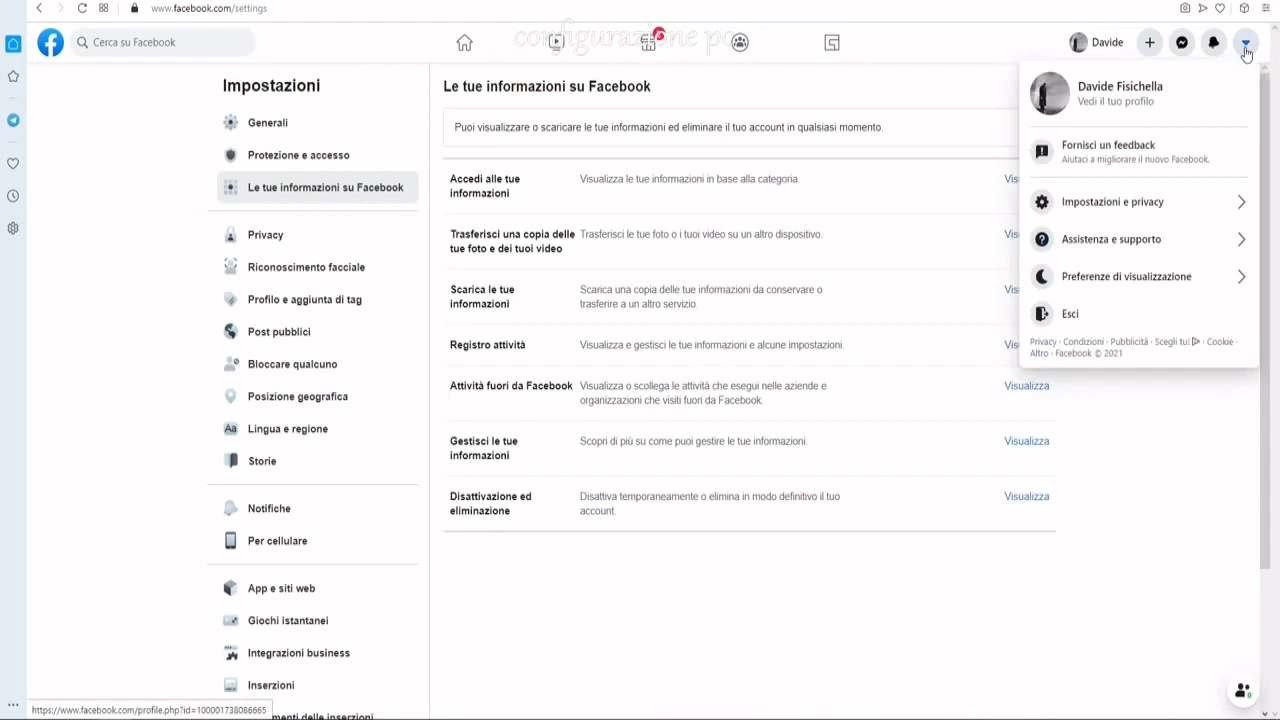 www.facebook.com/settings
configurazione pc
Cerca su Facebook
Davide
Impostazioni
Generali
Protezione e accesso
Le tue informazioni su Facebook
Privacy
Riconoscimento facciale
Profilo e aggiunta di tag
Post pubblici
Bloccare qualcuno
Posizione geografica
Aa Lingua e regione
Storie
Notifiche
Per cellulare
App e siti web
Giochi istantanei
Integrazioni business
Inserzioni
menti delle inserzioni
https://www.facebook.com/profile.php?id=100001738086665
Le tue informazioni su Facebook
Puoi visualizzare o scaricare le tue informazioni ed eliminare il tuo account in qualsiasi momento.
Accedi alle tue
informazioni
Visualizza le tue informazioni in base alla categoria.
Vis
Trasferisci una copia delle
tue foto e dei tuoi video
Trasferisci le tue foto o i tuoi video su un altro dispositivo.
Vis
Scarica le tue
informazioni
Scarica una copia delle tue informazioni da conservare o
trasferire a un altro servizio.
Vis
Registro attività
Visualizza e gestisci le tue informazioni e alcune impostazioni.
Vis
Attività fuori da Facebook
Visualizza o scollega le attività che esegui nelle aziende e
organizzazioni che visiti fuori da Facebook.
Visualizza
Gestisci le tue
informazioni
Scopri di più su come puoi gestire le tue informazioni.
Visualizza
Disattivazione ed
eliminazione
Disattiva temporaneamente o elimina in modo definitivo il tuo
account.
Visualizza
Davide Fisichella
Vedi il tuo profilo
Fornisci un feedback
Aiutaci a migliorare il nuovo Facebook.
Impostazioni e privacy
Assistenza e supporto
Preferenze di visualizzazione
Esci
Privacy · Condizioni · Pubblicità · Scegli tu! · Cookie ·
Altro · Facebook © 2021